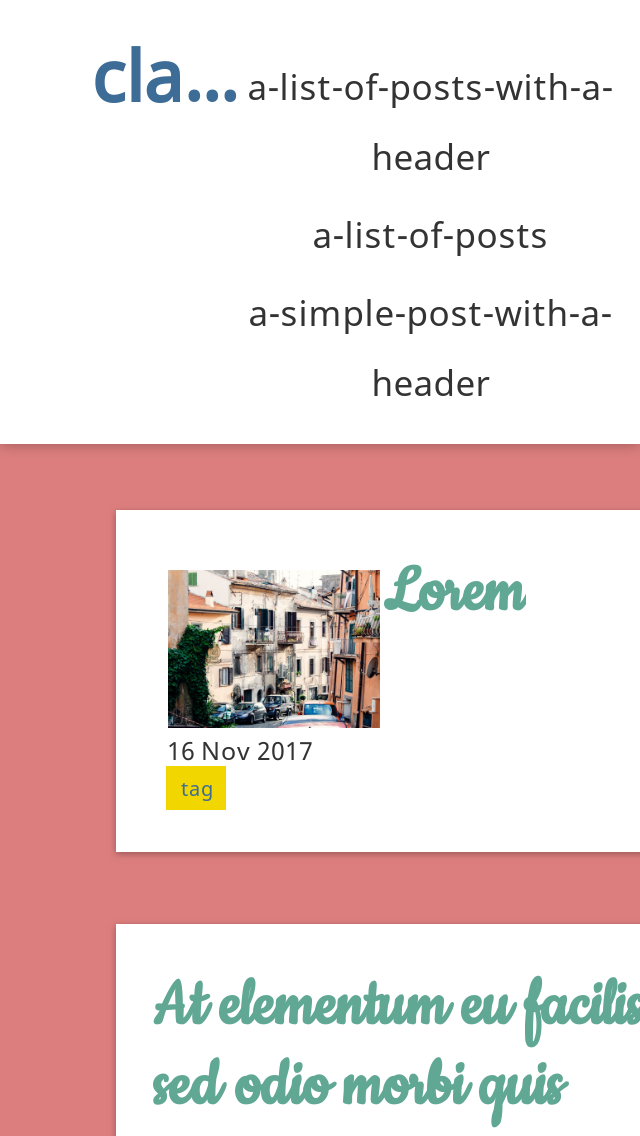 cla...
a-list-of-posts-with-a-
header
a-list-of-posts
a-simple-post-with-a-
header
Lorem
16 Nov 2017
tag
At elementum eu facilis
sed odio morbi quis